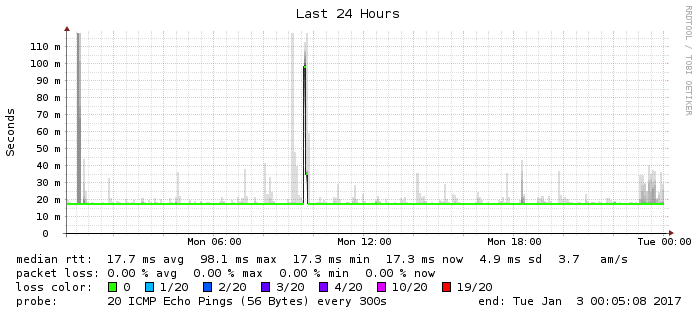 Last 24 Hours
RRDTOOL / TOBI OETIKER
Seconds
110 m
100 m
90 m
80 m
70 m
60 m
50 m
40 m
30 m
20 m
10 m
0
Mon 06:00 Mon 12:00 Mon 18:00 Tue 00:00
median rtt: 17.7 ms avg 98.1 ms max 17.3 ms min 17.3 ms now 4.9 ms sd 3.7 am/s
packet loss: 0.00 % avg 0.00 % max 0.00 % min 0.00 % now
loss color: 0 1/20 2/20 3/20 4/20 10/20 19/20
probe: 20 ICMP Echo Pings (56 Bytes) every 300s end: Tue Jan 3 00:05:08 2017